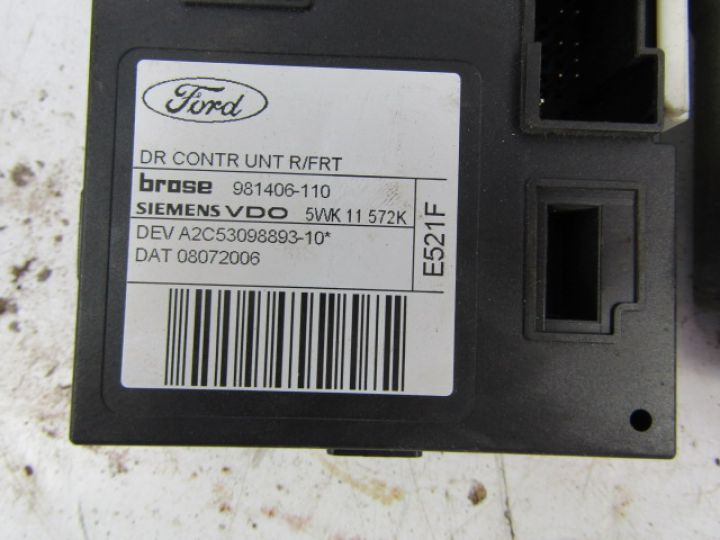 Ford
DR CONTR UNT R/FRT
brose 981406-110
SIEMENS VDO 5WK 11 572K
DEV A2C53098893-10*
DAT 08072006
E521F